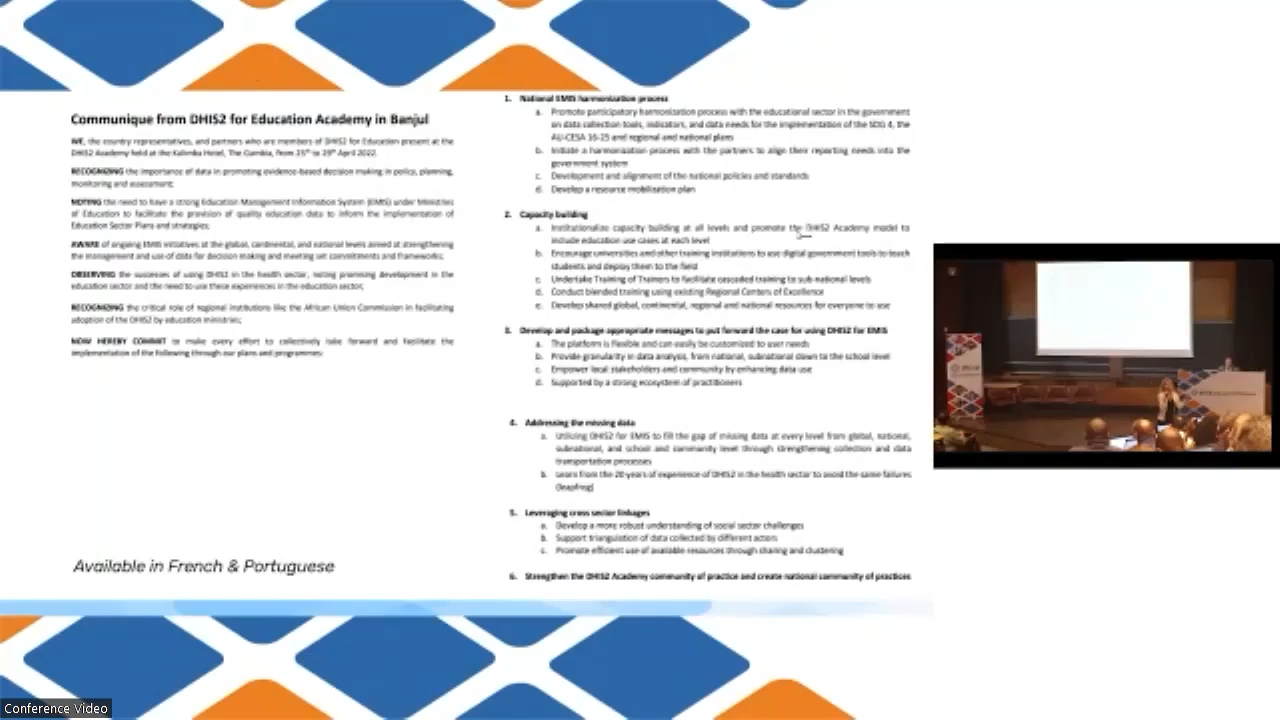 Communique from DHIS2 for Education Academy in Banjul
WE, the country representatives, and partners who are members of DHIS2 for Education present at the
DHIS2 Academy held at the Kalimba Hotel, The Gambia, from 25th to 29th April 2022.
RECOGNIZING the importance of data in promoting evidence-based decision making in policy, planning,
monitoring and assessment;
NOTING the need to have a strong Education Management Information System (EMIS) under Ministries
of Education to facilitate the provision of quality education data to inform the implementation of
Education Sector Plans and strategies;
AWARE of ongoing EMIS initiatives at the global, continental, and national levels aimed at strengthening
the management and use of data for decision making and meeting set commitments and frameworks;
OBSERVING the successes of using DHIS2 in the health sector, noting promising development in the
education sector and the need to use these experiences in the education sector;
RECOGNIZING the critical role of regional institutions like the African Union Commission in facilitating
adoption of the DHIS2 by education ministries;
NOW HEREBY COMMIT to make every effort to collectively take forward and facilitate the
implementation of the following through our plans and programmes:
Available in French & Portuguese
1. National EMIS harmonization process
a. Promote participatory harmonization process with the educational sector in the government
on data collection tools, indicators, and data needs for the implementation of the SDG 4, the
AU-CESA 16-25 and regional and national plans
b. Initiate a harmonization process with the partners to align their reporting needs into the
government system
c. Development and alignment of the national policies and standards
d. Develop a resource mobilization plan
2. Capacity building
a. Institutionalize capacity building at all levels and promote the DHIS2 Academy model to
include education use cases at each level
b. Encourage universities and other training institutions to use digital government tools to teach
students and deploy them to the field
c. Undertake Training of Trainers to facilitate cascaded training to sub-national levels
d. Conduct blended training using existing Regional Centers of Excellence
e. Develop shared global, continental, regional and national resources for everyone to use
3. Develop and package appropriate messages to put forward the case for using DHIS2 for EMIS
a. The platform is flexible and can easily be customized to user needs
b. Provide granularity in data analysis, from national, subnational down to the school level
c. Empower local stakeholders and community by enhancing data use
d. Supported by a strong ecosystem of practitioners
4. Addressing the missing data
a. Utilizing DHIS2 for EMIS to fill the gap of missing data at every level from global, national,
subnational, and school and community level through strengthening collection and data
transportation processes
b. Learn from the 20 years of experience of DHIS2 in the health sector to avoid the same failures
(leapfrog)
5. Leveraging cross sector linkages
a. Develop a more robust understanding of social sector challenges
b. Support triangulation of data collected by different actors
c. Promote efficient use of available resources through sharing and clustering
6. Strengthen the DHIS2 Academy community of practice and create national community of practices
Conference Video